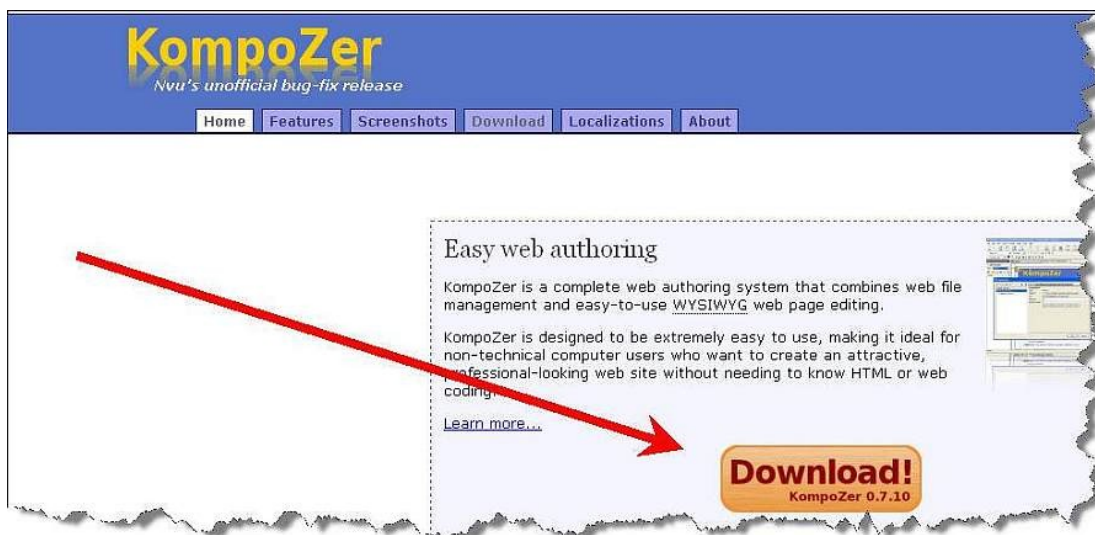 KompoZer
Nvu's unofficial bug-fix release
Home Features Screenshots Download Localizations About
Easy web authoring
KompoZer is a complete web authoring system that combines web file
management and easy-to-use WYSIWYG web page editing.
KompoZer is designed to be extremely easy to use, making it ideal for
non-technical computer users who want to create an attractive,
professional-looking web site without needing to know HTML or web
coding.
Learn more...
Download!
KompoZer 0.7.10